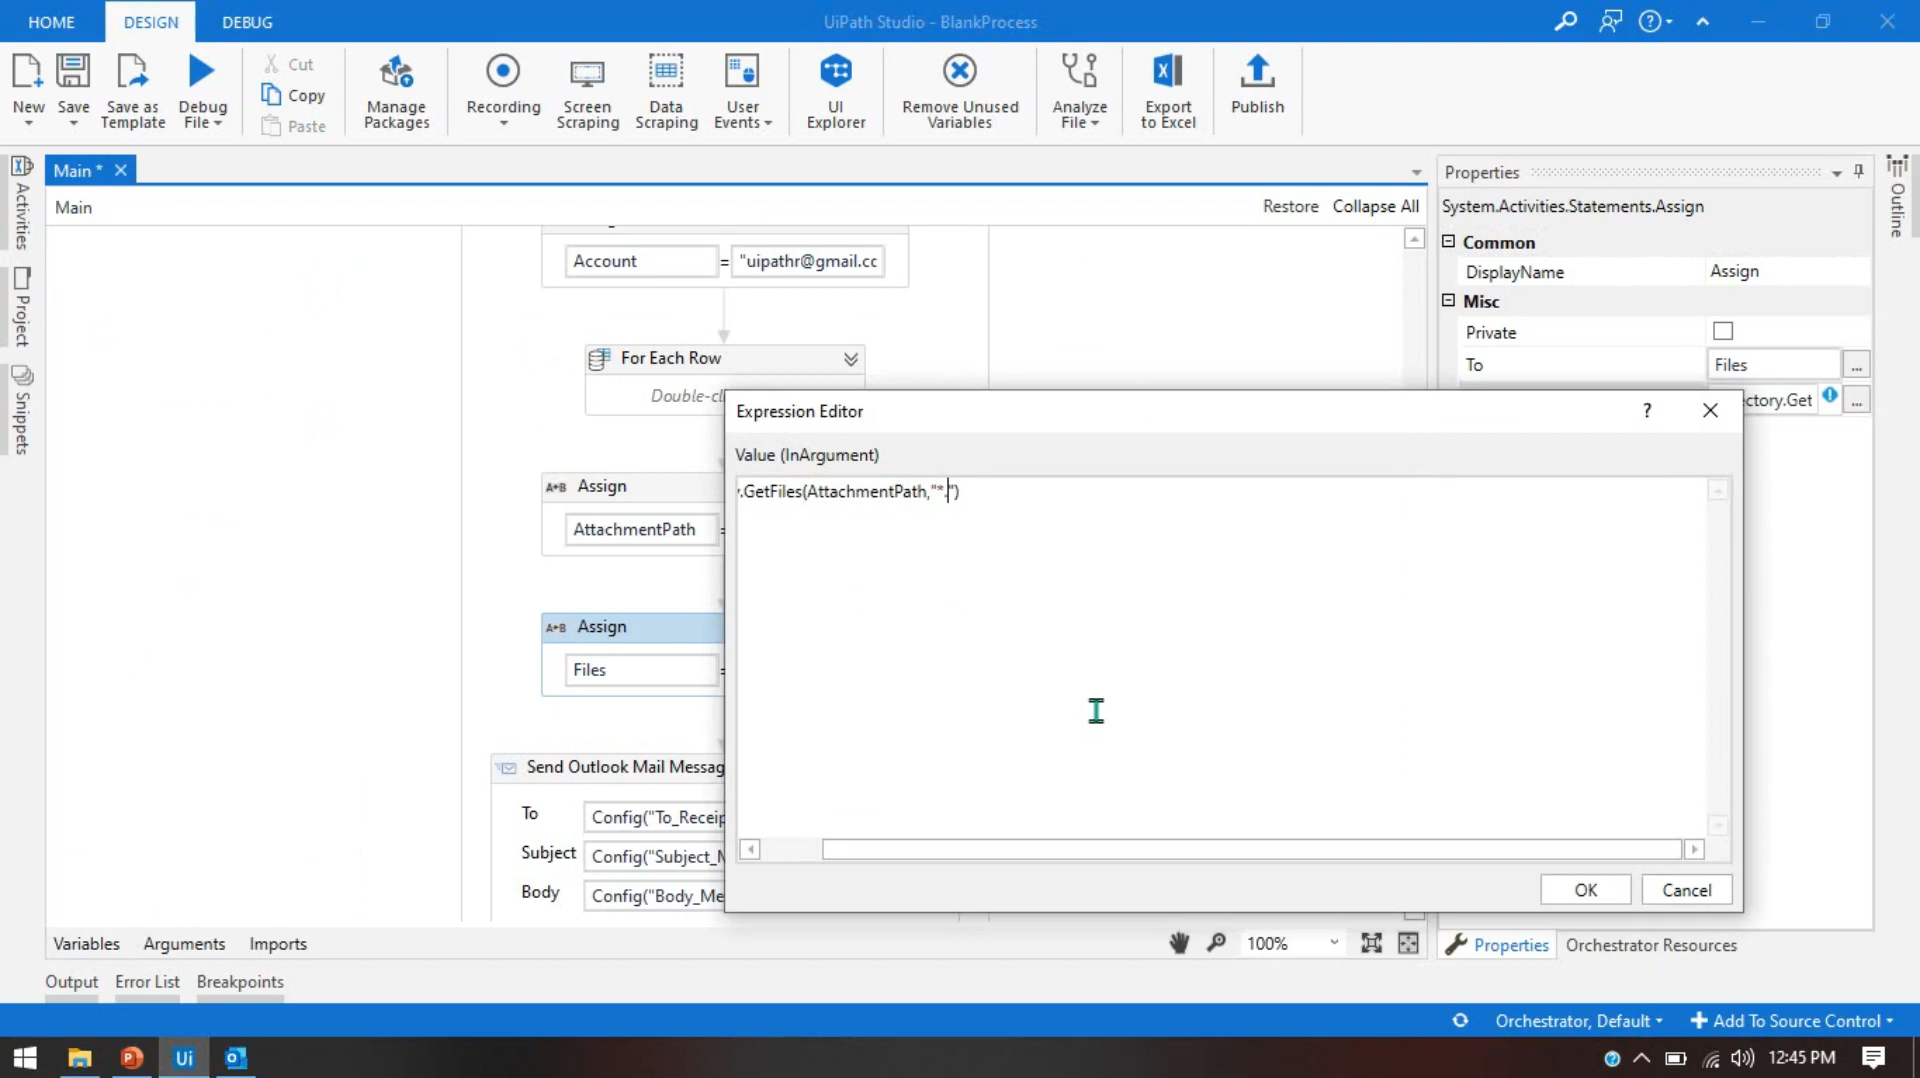 HOME
DESIGN
DEBUG
UiPath Studio - BlankProcess
New
Save
Save as Template
Debug File
Cut
Copy
Paste
Manage Packages
Recording
Screen Scraping
Data Scraping
User Events
UI Explorer
Remove Unused Variables
Analyze File
Export to Excel
Publish
Activities
Project
Snippets
Main *
Main
Restore
Collapse All
Account
=
"uipathr@gmail.cc
For Each Row
Double-cl
A+B Assign
AttachmentPath
A+B Assign
Files
Send Outlook Mail Messag
To
Config("To_Receip
Subject
Config("Subject_M
Body
Config("Body_Me
Expression Editor
?
Value (InArgument)
.GetFiles(AttachmentPath,"*.")
OK
Cancel
Properties
System.Activities.Statements.Assign
Common
DisplayName
Assign
Misc
Private
To
Files
...
ectory.Get
...
Outline
Variables
Arguments
Imports
100%
Properties
Orchestrator Resources
Output
Error List
Breakpoints
Orchestrator, Default
Add To Source Control
Ui
12:45 PM